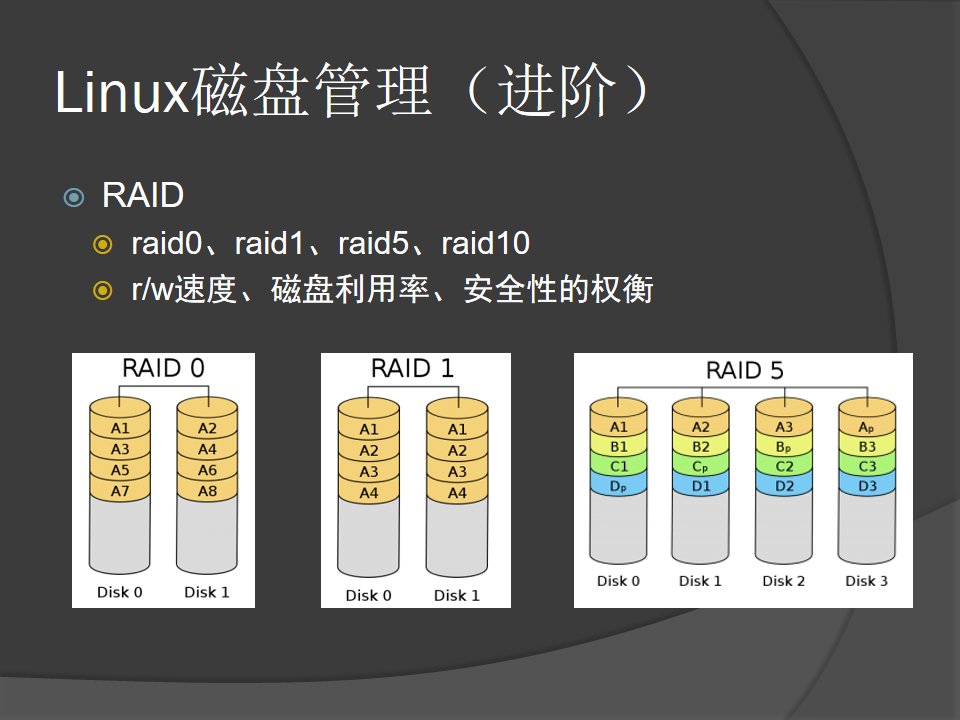 Linux磁盘管理（进阶）
RAID
raid0、raid1、raid5、raid10
r/w速度、磁盘利用率、安全性的权衡
RAID 0
A1 A2
A3 A4
A5 A6
A7 A8
Disk 0 Disk 1
RAID 1
A1 A1
A2 A2
A3 A3
A4 A4
Disk 0 Disk 1
RAID 5
A1 A2 A3 Ap
B1 B2 Bp B3
C1 Cp C2 C3
Dp D1 D2 D3
Disk 0 Disk 1 Disk 2 Disk 3